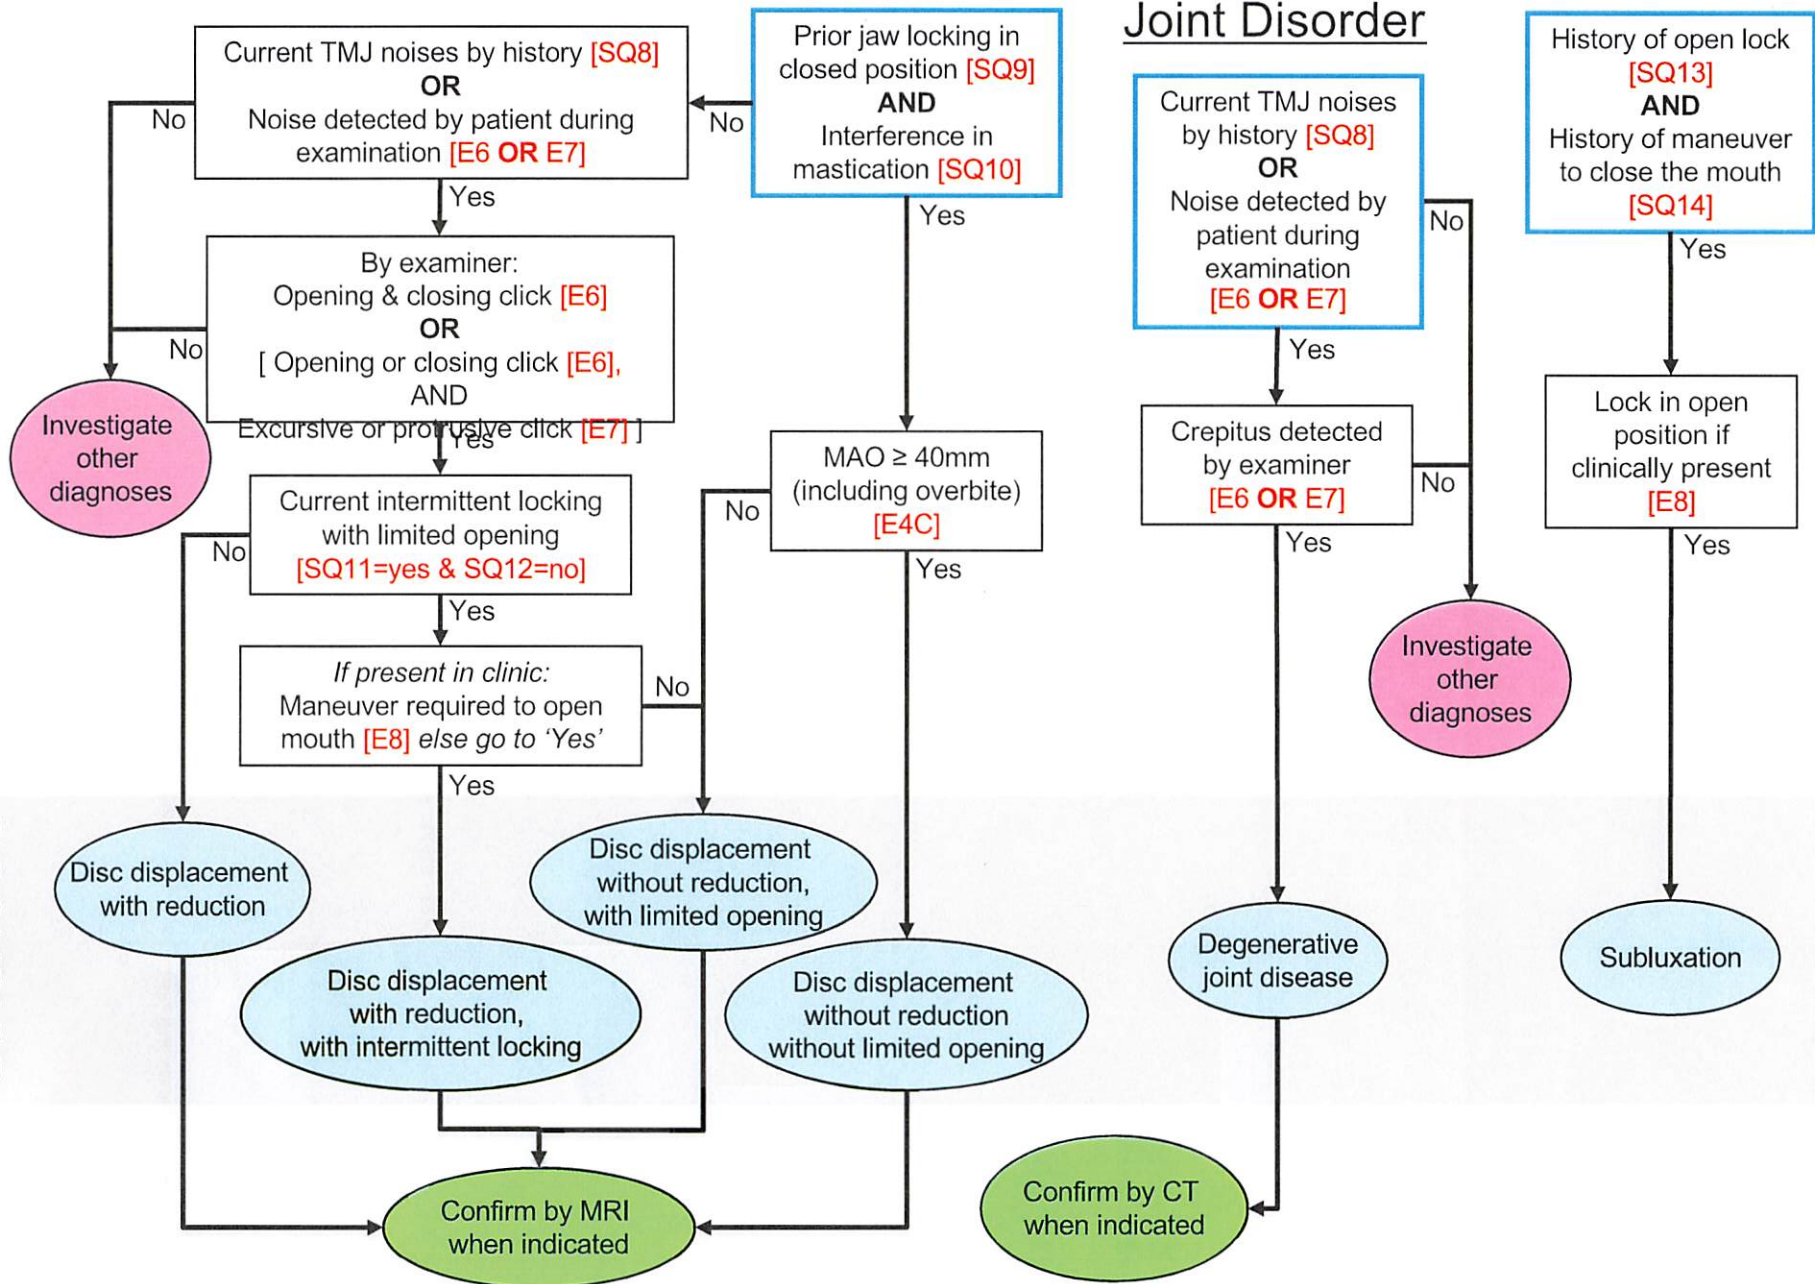 Joint Disorder
Current TMJ noises by history [SQ8]
OR
Noise detected by patient during
examination [E6 OR E7]
No
Yes
Prior jaw locking in
closed position [SQ9]
AND
Interference in
mastication [SQ10]
No
Yes
By examiner:
Opening & closing click [E6]
OR
[ Opening or closing click [E6],
AND
Excursive or protrusive click [E7] ]
No
Yes
Investigate
other
diagnoses
Current intermittent locking
with limited opening
[SQ11=yes & SQ12=no]
No
Yes
If present in clinic:
Maneuver required to open
mouth [E8] else go to ‘Yes’
No
Yes
MAO ≥ 40mm
(including overbite)
[E4C]
No
Yes
Disc displacement
with reduction
Disc displacement
with reduction,
with intermittent locking
Disc displacement
without reduction,
with limited opening
Disc displacement
without reduction
without limited opening
Confirm by MRI
when indicated
Current TMJ noises
by history [SQ8]
OR
Noise detected by
patient during
examination
[E6 OR E7]
No
Yes
Crepitus detected
by examiner
[E6 OR E7]
No
Yes
Investigate
other
diagnoses
Degenerative
joint disease
Confirm by CT
when indicated
History of open lock
[SQ13]
AND
History of maneuver
to close the mouth
[SQ14]
Yes
Lock in open
position if
clinically present
[E8]
Yes
Subluxation